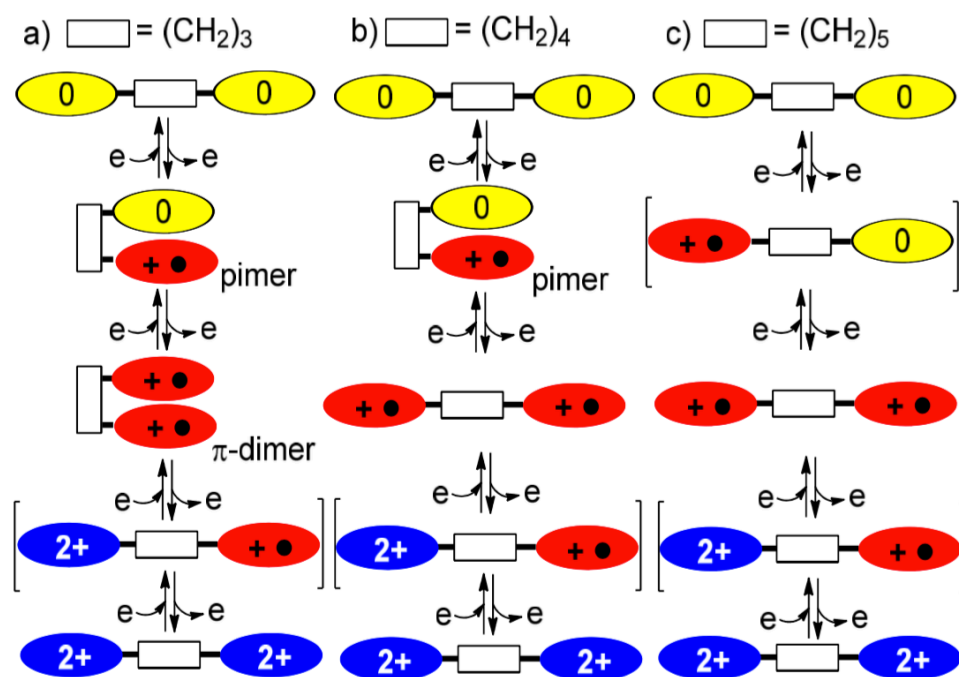 a) = (CH₂)₃ b) = (CH₂)₄ c) = (CH₂)₅
0 0 0 0 0 0
e e e e e e
0 0
+ ● + ● + ● 0
pimer pimer
e e e e e e
+ ●
+ ● + ● + ● + ● + ●
π-dimer
e e e e e e
2+ + ● 2+ + ● 2+ + ●
e e e e e e
2+ 2+ 2+ 2+ 2+ 2+